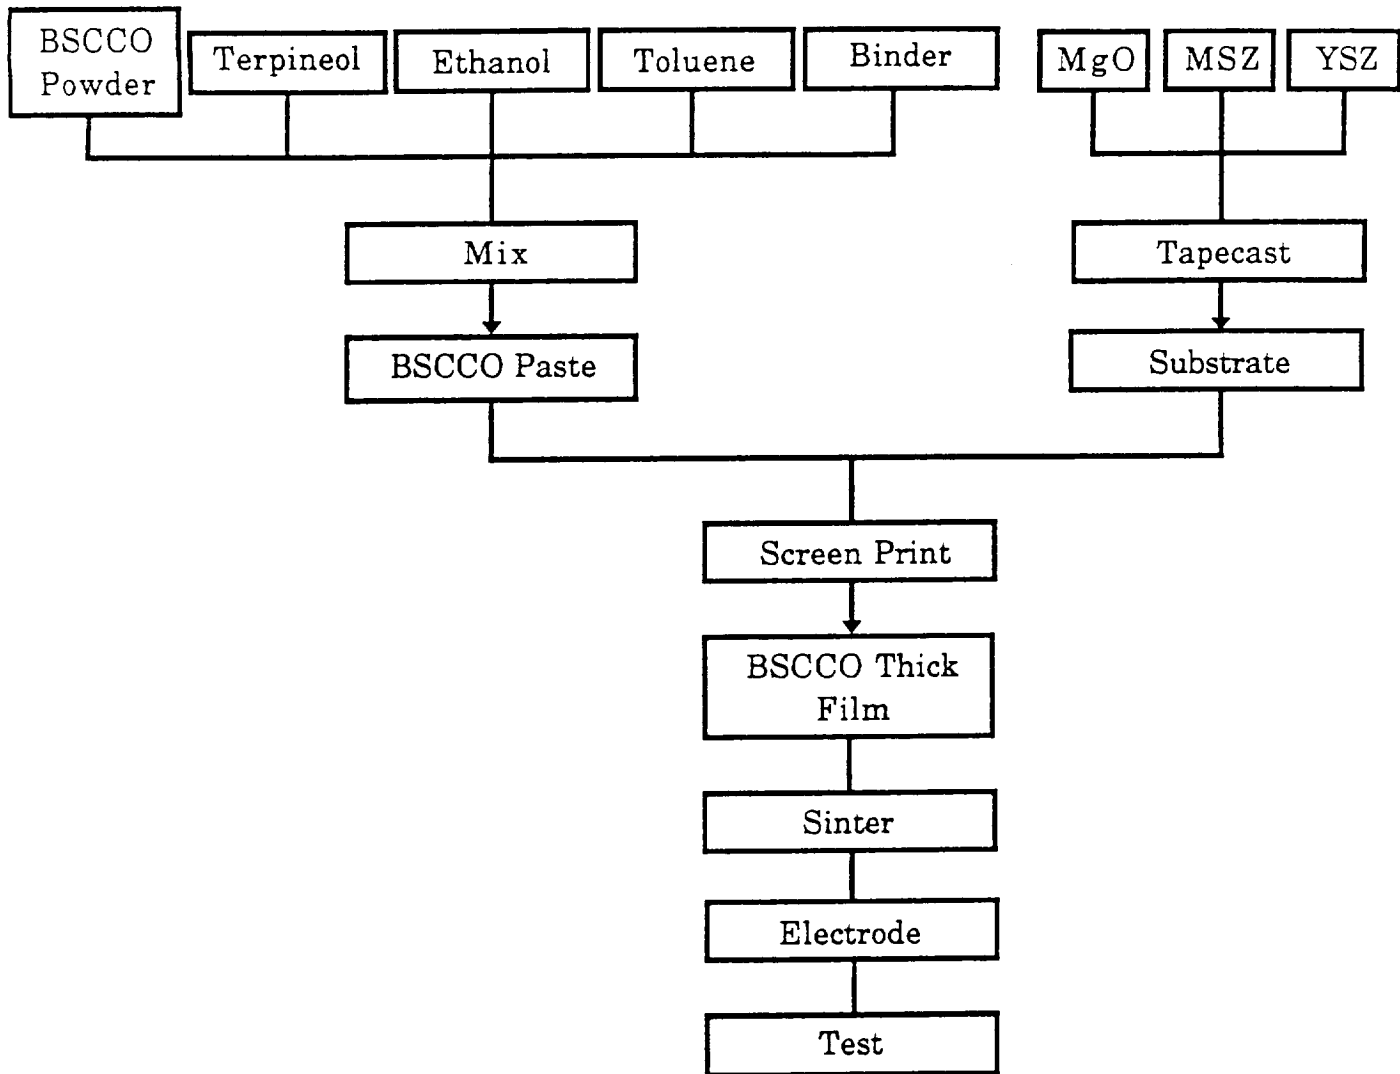 BSCCO
Powder
Terpineol
Ethanol
Toluene
Binder
MgO
MSZ
YSZ
Mix
Tapecast
BSCCO Paste
Substrate
Screen Print
BSCCO Thick
Film
Sinter
Electrode
Test